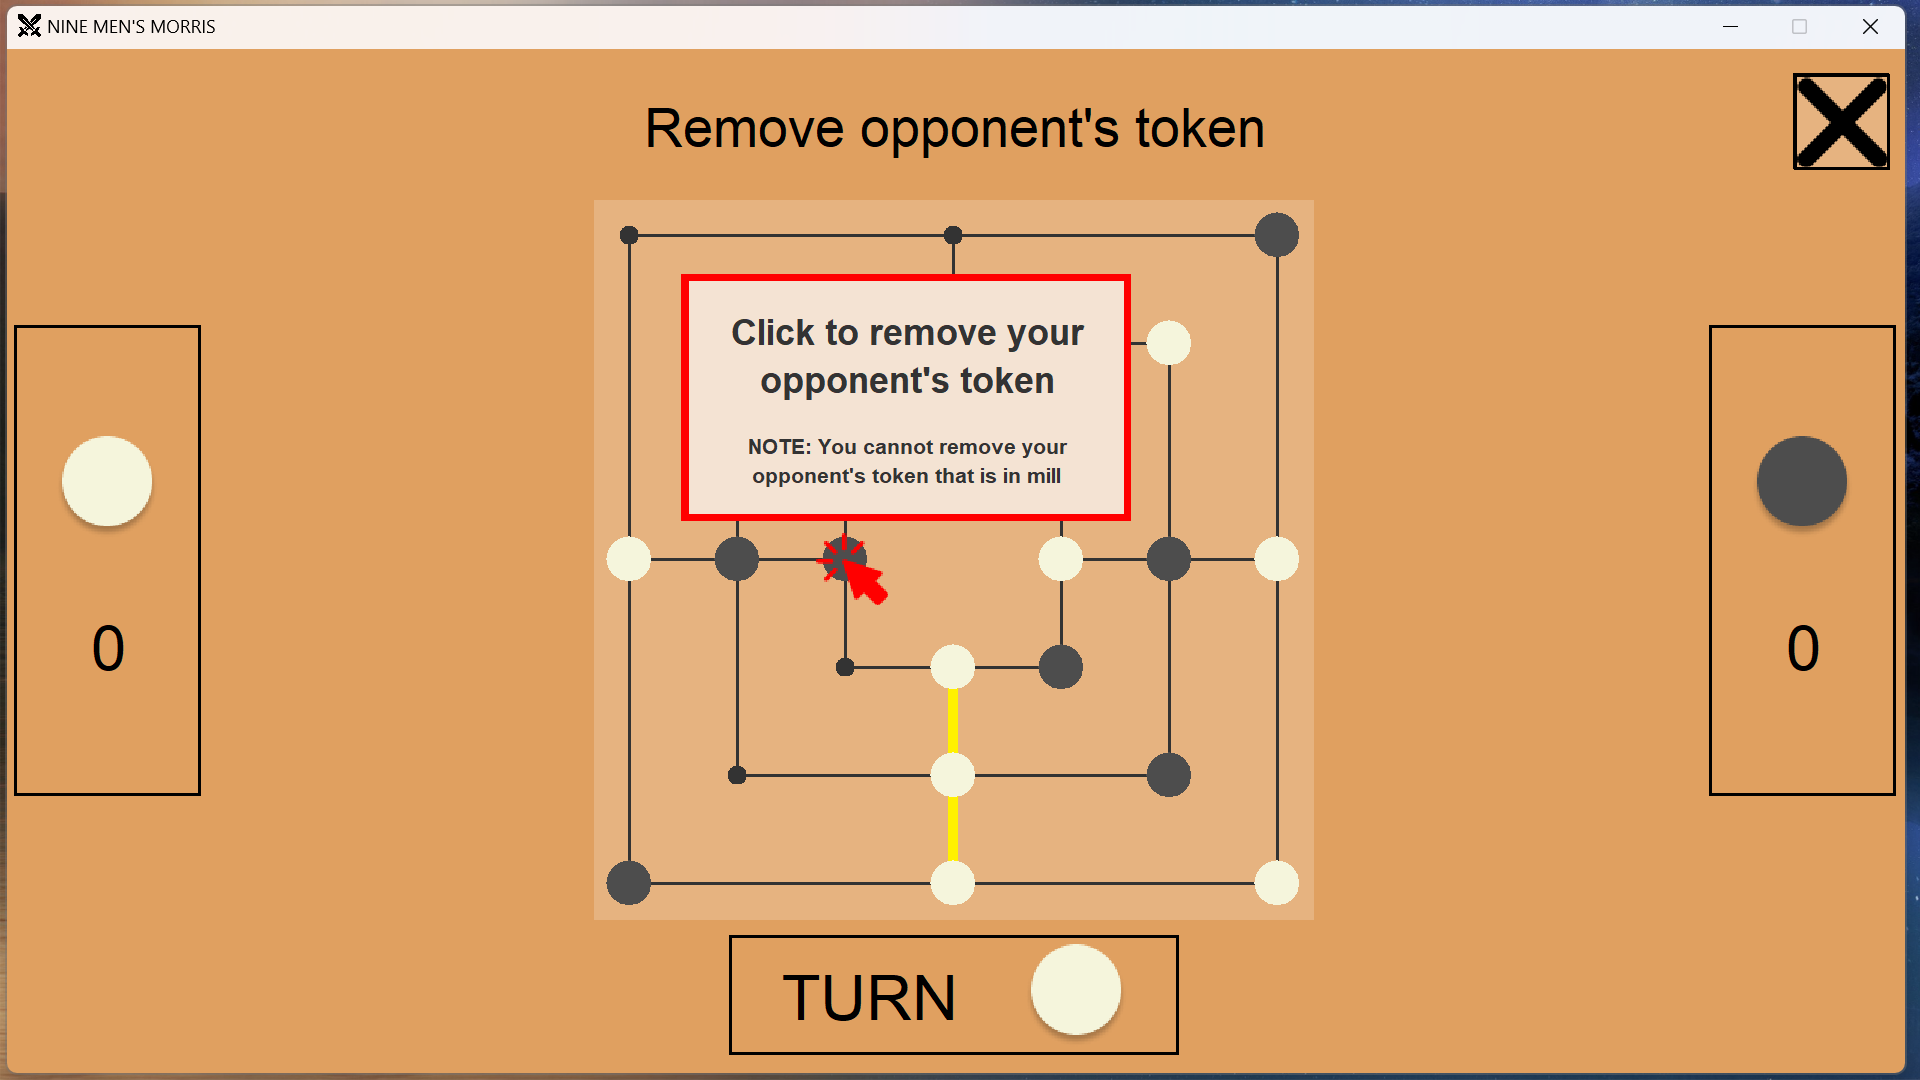 NINE MEN'S MORRIS
Remove opponent's token
Click to remove your
opponent's token
NOTE: You cannot remove your
opponent's token that is in mill
0
0
TURN